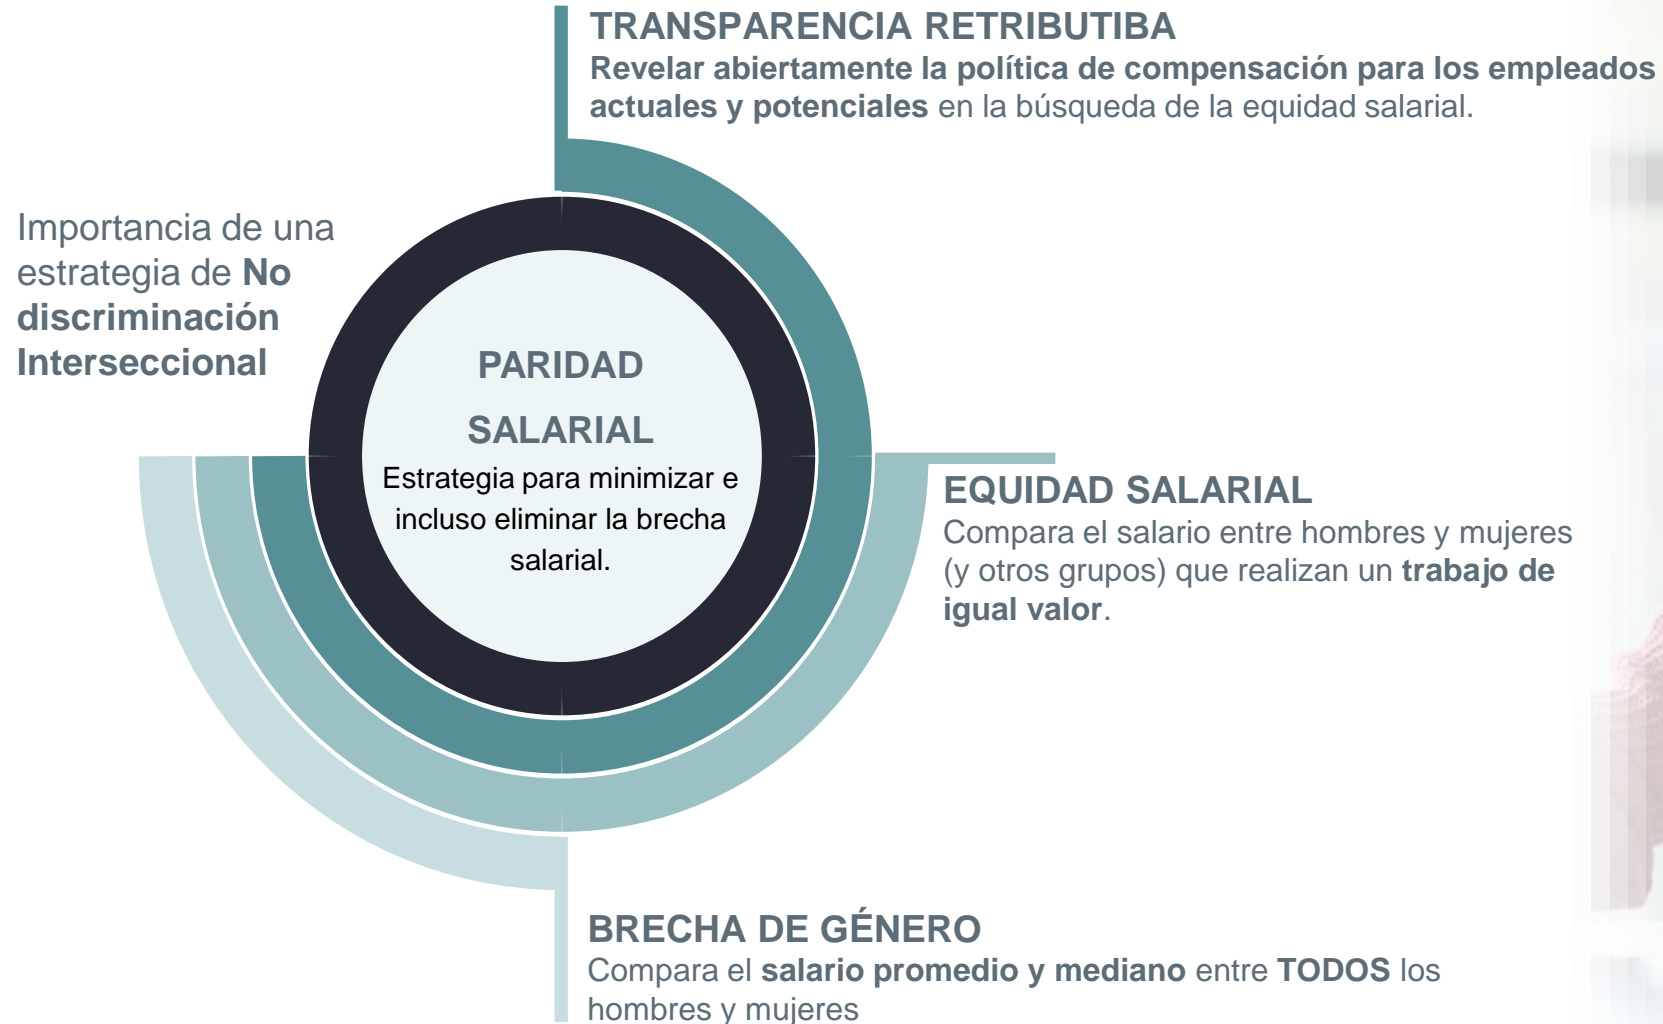 TRANSPARENCIA RETRIBUTIBA
Revelar abiertamente la política de compensación para los empleados
actuales y potenciales en la búsqueda de la equidad salarial.
Importancia de una
estrategia de No
discriminación
Interseccional
PARIDAD
SALARIAL
Estrategia para minimizar e
incluso eliminar la brecha
salarial.
EQUIDAD SALARIAL
Compara el salario entre hombres y mujeres
(y otros grupos) que realizan un trabajo de
igual valor.
BRECHA DE GÉNERO
Compara el salario promedio y mediano entre TODOS los
hombres y mujeres